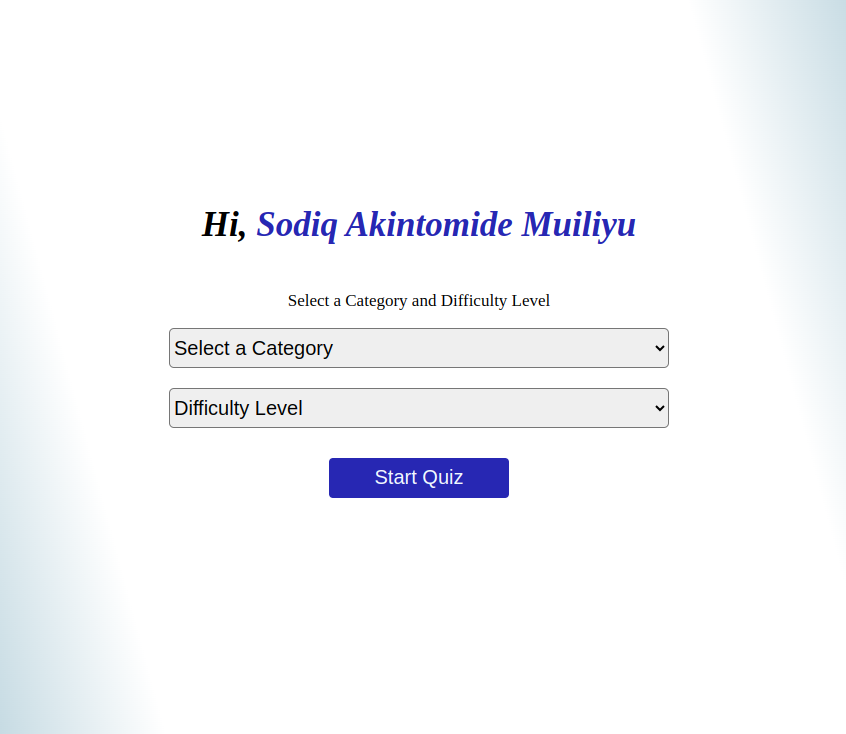 Hi, Sodiq Akintomide Muiliyu
Select a Category and Difficulty Level
Select a Category
Difficulty Level
Start Quiz